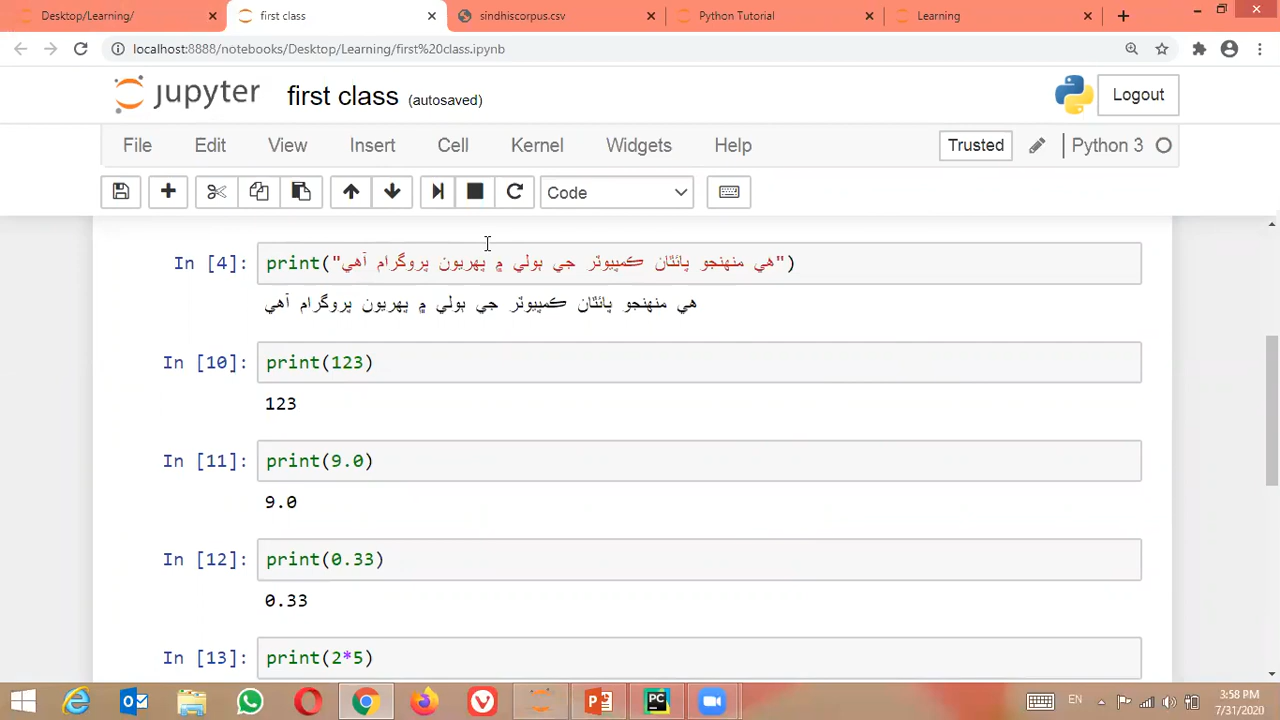 Desktop/Learning/
first class
sindhiscorpus.csv
Python Tutorial
Learning
localhost:8888/notebooks/Desktop/Learning/first%20class.ipynb
jupyter first class (autosaved)
Logout
File Edit View Insert Cell Kernel Widgets Help
Trusted
Python 3
Code
In [4]: print("هي منهنجو پائٿان ڪمپيوٽر جي ٻولي ۾ پهريون پروگرام آهي")
هي منهنجو پائٿان ڪمپيوٽر جي ٻولي ۾ پهريون پروگرام آهي
In [10]: print(123)
123
In [11]: print(9.0)
9.0
In [12]: print(0.33)
0.33
In [13]: print(2*5)
EN
3:58 PM
7/31/2020